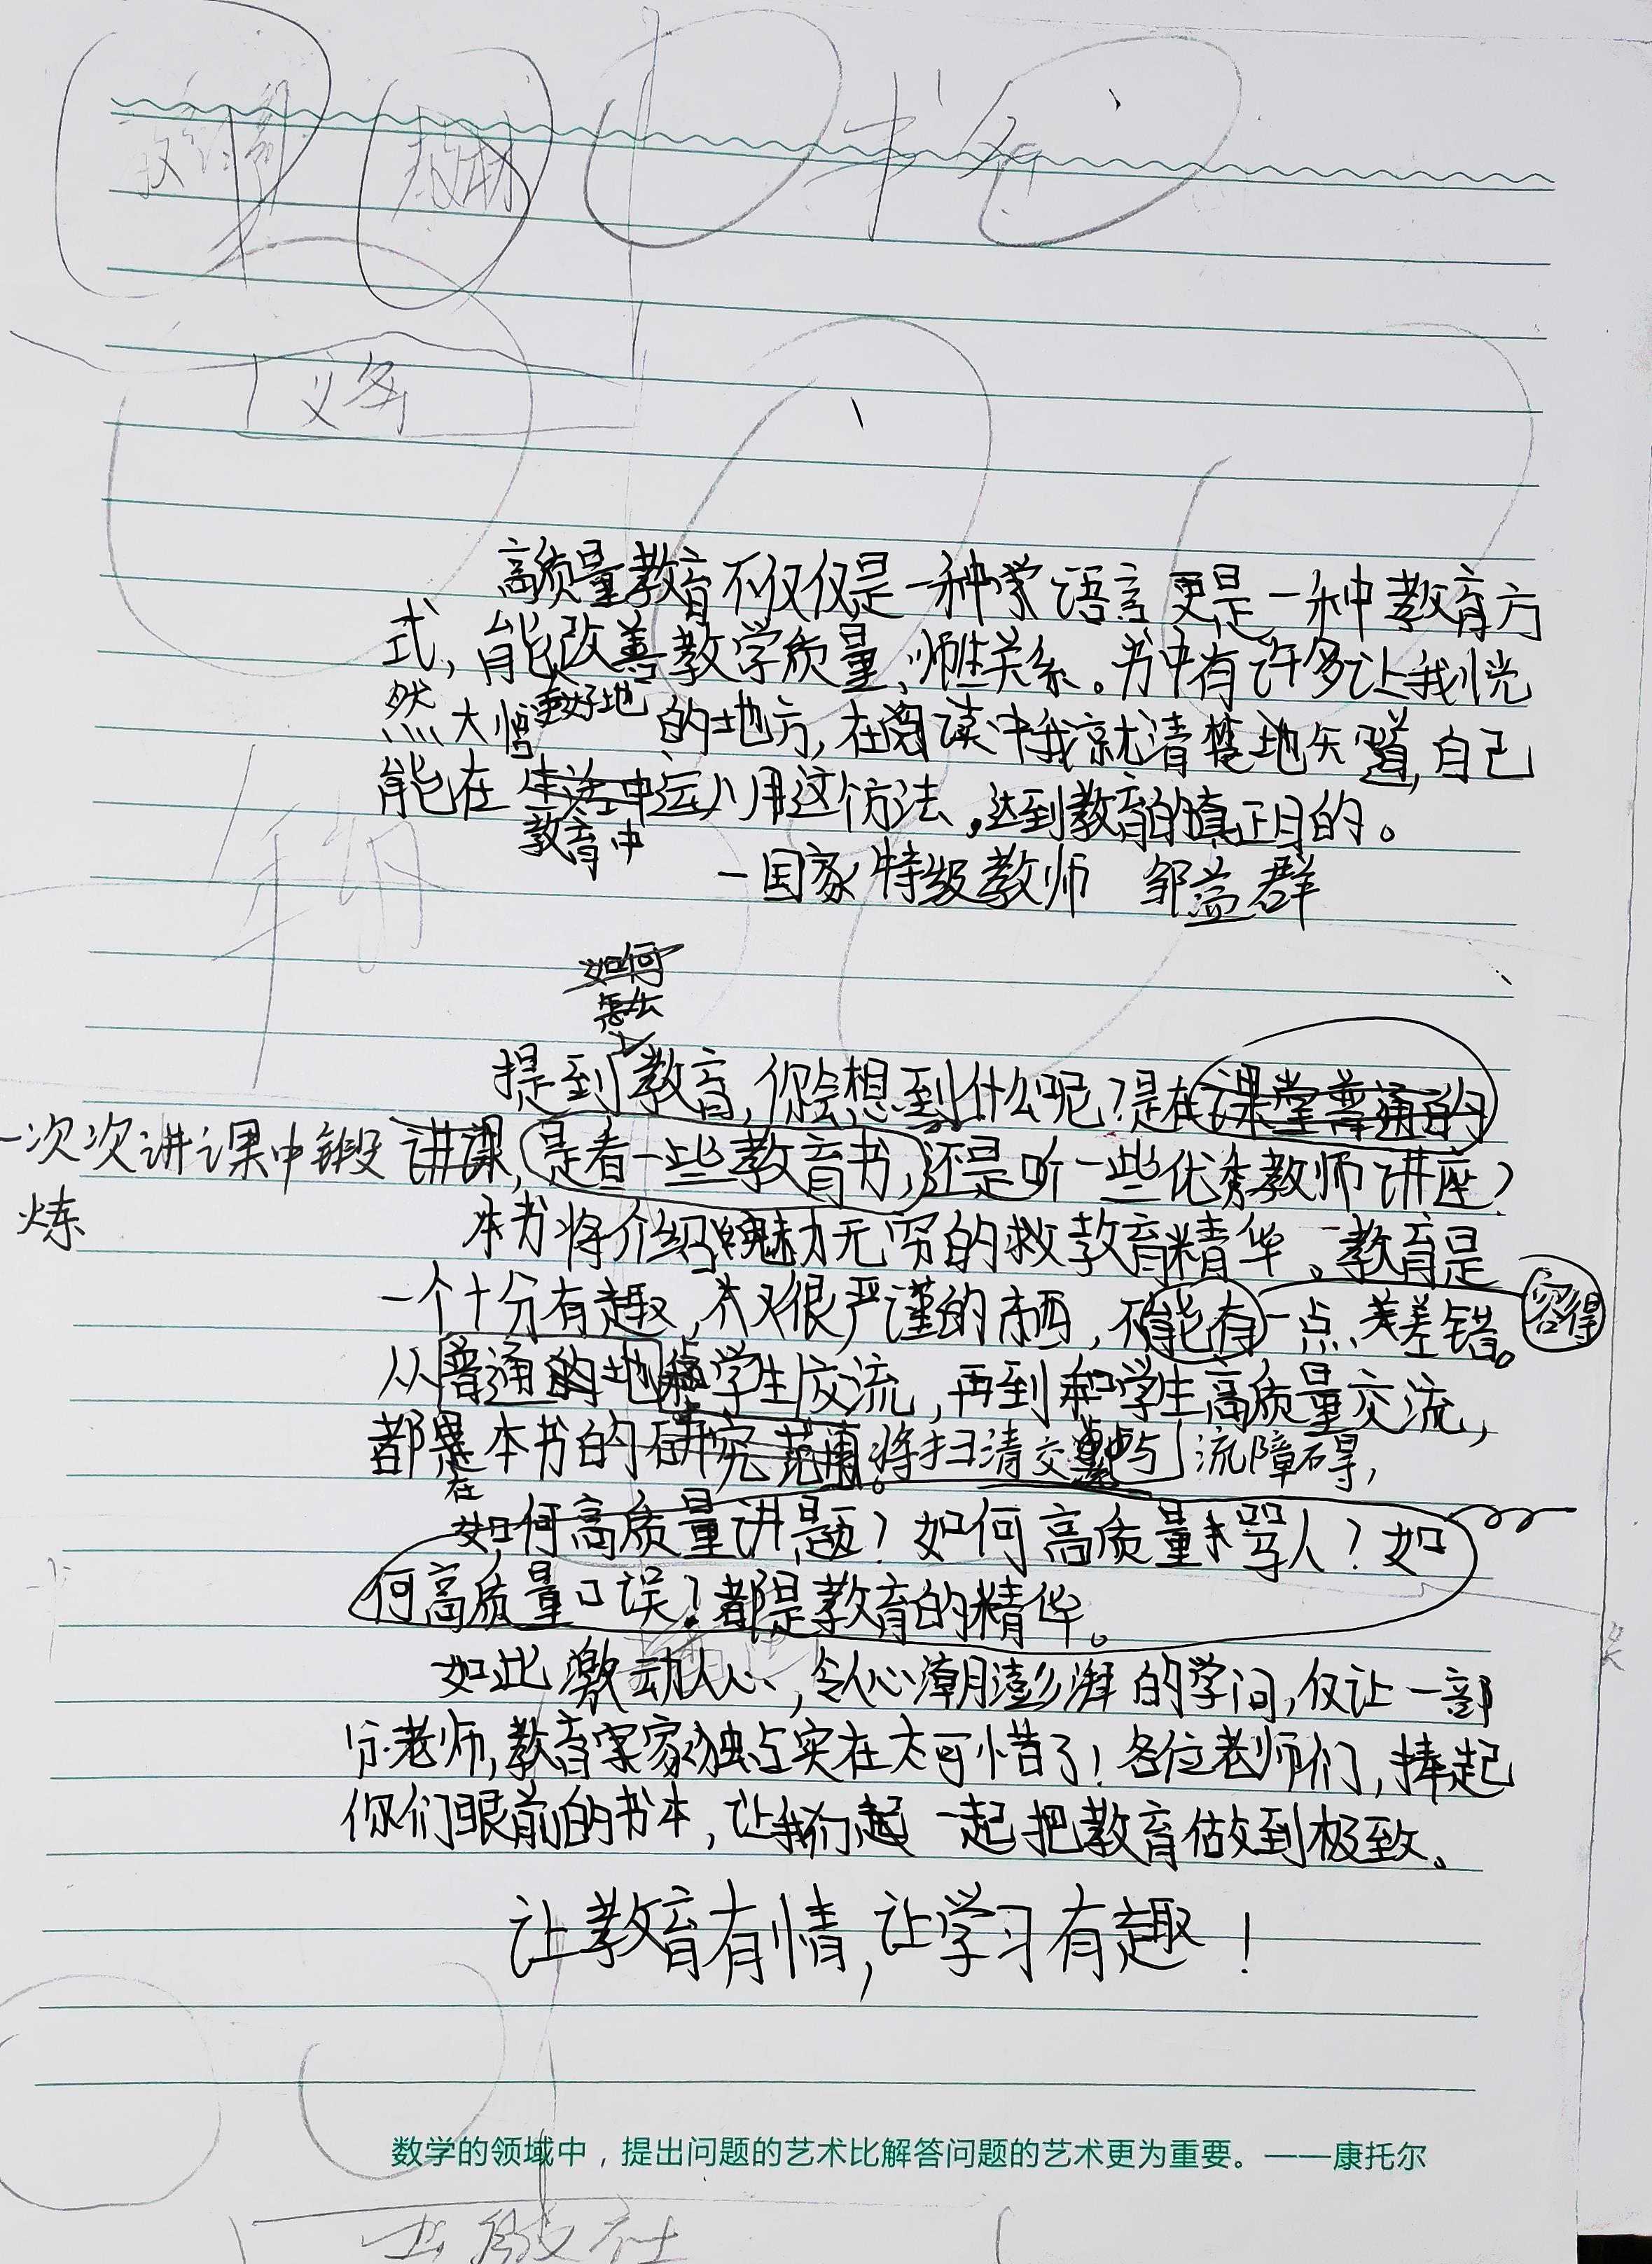 书名
义务
高质量教育不仅仅是一种学语言更是一种教育方
式,能改善教学质量,师生关系。书中有许多让我恍
更好地
然大悟的地方,在阅读中我就清楚地知道,自己
能在生活中运用这个方法,达到教育的真正目的。
教育中
一国家特级教师 邹益群
如何
怎么
提到教育,你会想到什么呢?是在课堂普通的
一次次讲课中锻讲课,是看一些教育书,还是听一些优秀教师讲座?
炼
本书将介绍魅力无穷的教育精华。教育是
一个十分有趣,又很严谨的东西,不能有一点差错。
容得
从普通的地和学生交流,再到和学生高质量交流,
都是本书的研究范围。将扫清交流障碍,
在
如何高质量讲题?如何高质量骂人?如
何高质量口误?都是教育的精华。
如此激动人心,令人心潮澎湃的学问,仅让一部
分老师,教育学家独占实在太可惜了!各位老师们,捧起
你们眼前的书本,让我们一起把教育做到极致。
让教育有情,让学习有趣!
数学的领域中,提出问题的艺术比解答问题的艺术更为重要。——康托尔
出版社